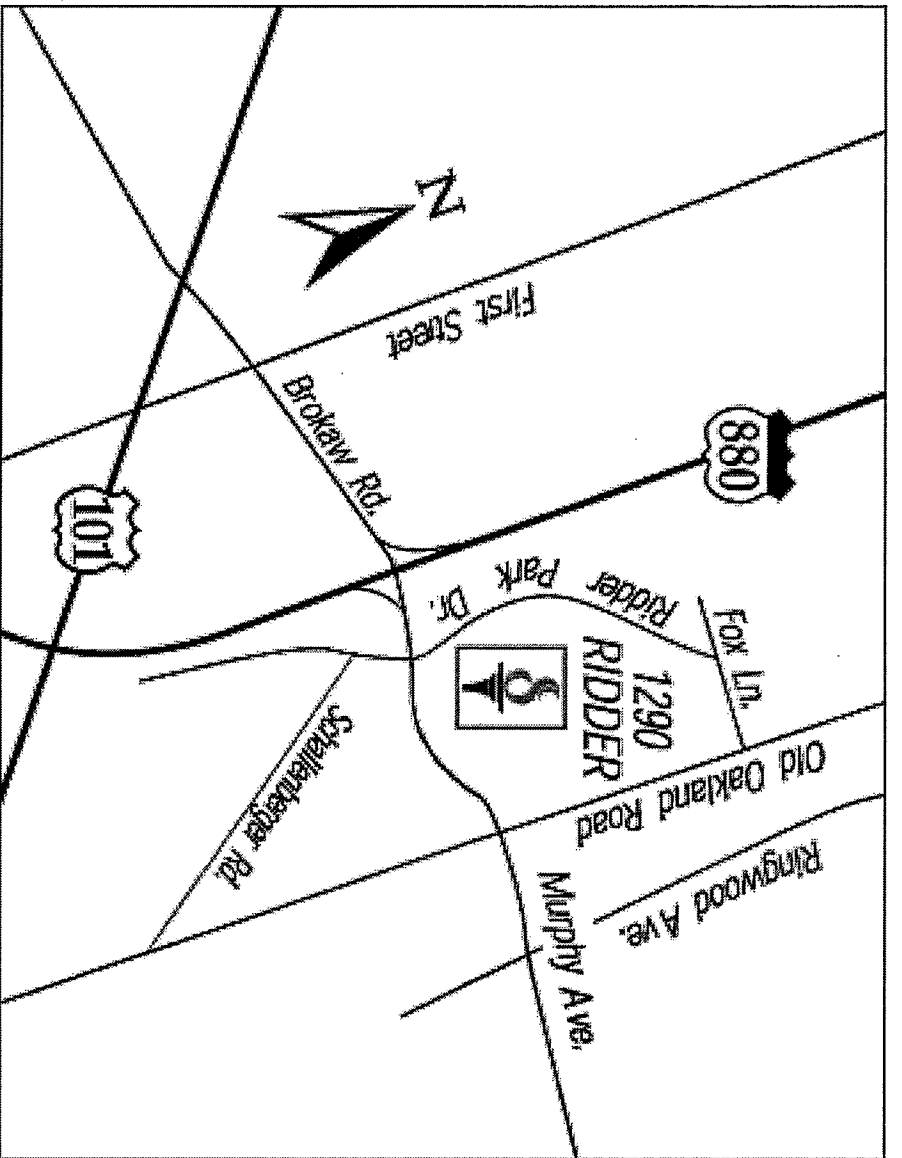 N
First Street
Brokaw Rd.
880
101
Ridder Park Dr.
Fox Ln.
1290
RIDDER
Schallenberger Rd.
Old Oakland Road
Ringwood Ave.
Murphy Ave.